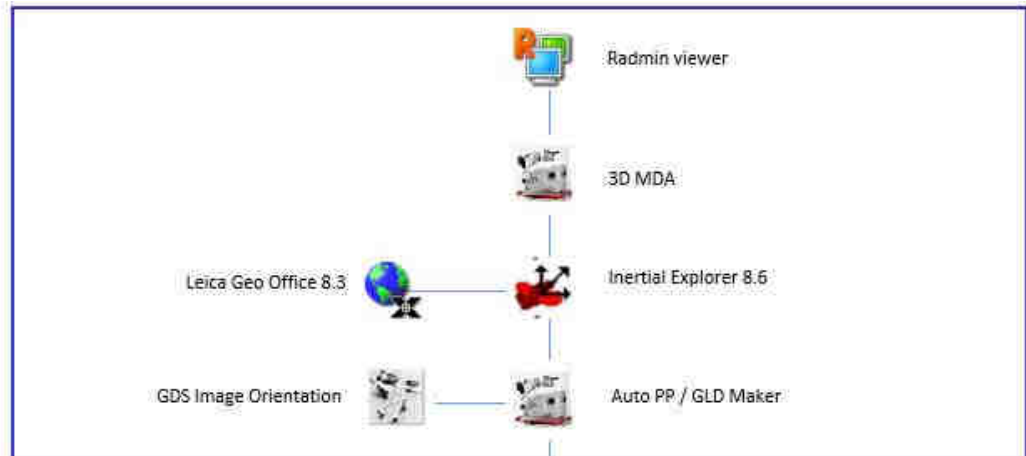 Radmin viewer
3D MDA
Leica Geo Office 8.3
Inertial Explorer 8.6
GDS Image Orientation
Auto PP / GLD Maker